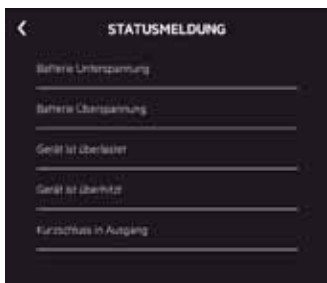 STATUSMELDUNG
Batterie Unterspannung
Batterie Überspannung
Gerät ist überlastet
Gerät ist überhitzt
Kurzschluss in Ausgang